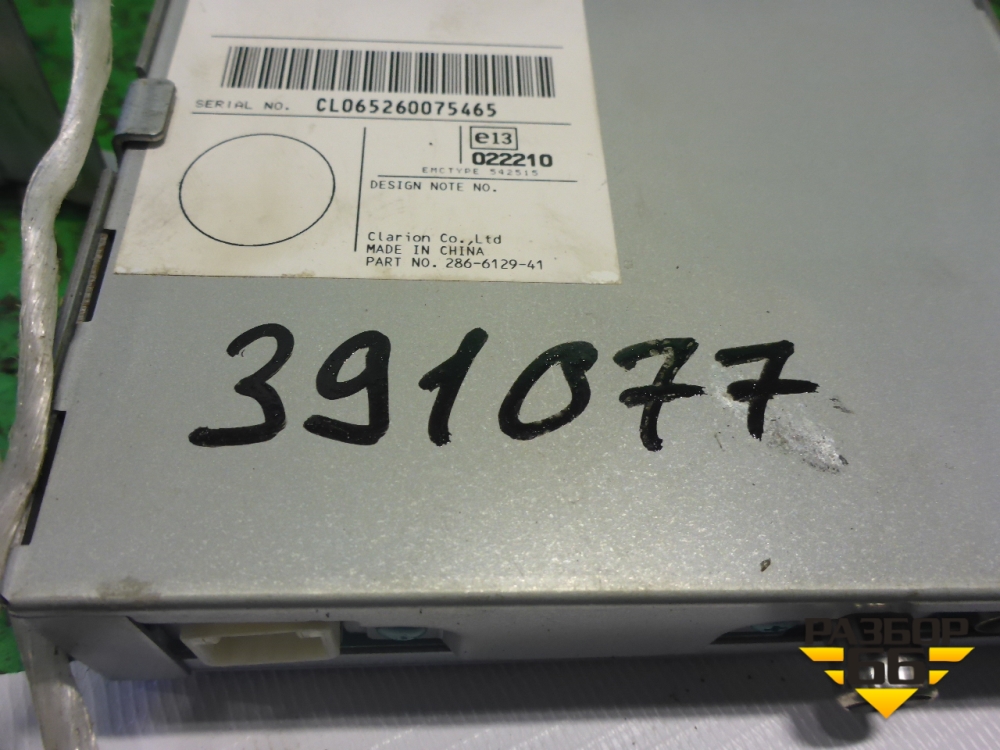 SERIAL NO. CL065260075465
e13
022210
EMCTYPE 542515
DESIGN NOTE NO.
Clarion Co.,Ltd
MADE IN CHINA
PART NO. 286-6129-41
391077
РАЗБОР
66